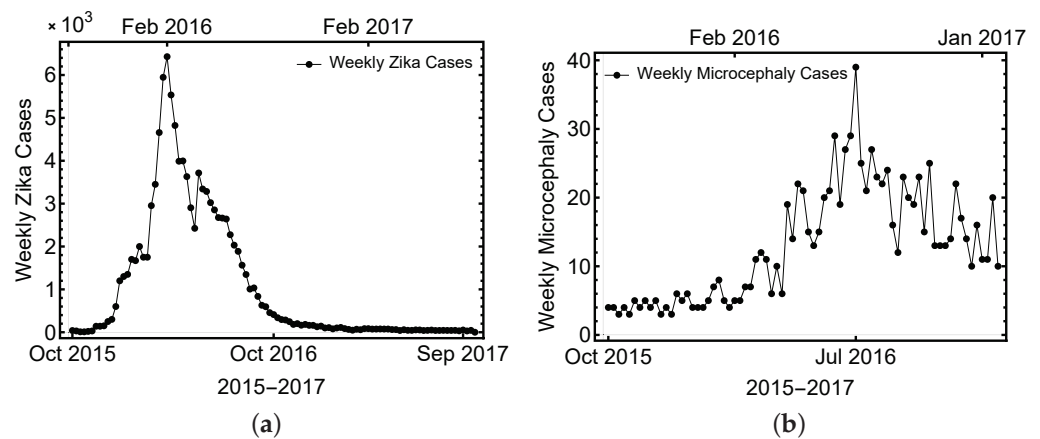 × 10³
Feb 2016 Feb 2017
Weekly Zika Cases
6
5
4
3
2
1
0
Weekly Zika Cases
Oct 2015 Oct 2016 Sep 2017
2015–2017
(a)
Feb 2016 Jan 2017
Weekly Microcephaly Cases
40
30
20
10
0
Weekly Microcephaly Cases
Oct 2015 Jul 2016
2015–2017
(b)